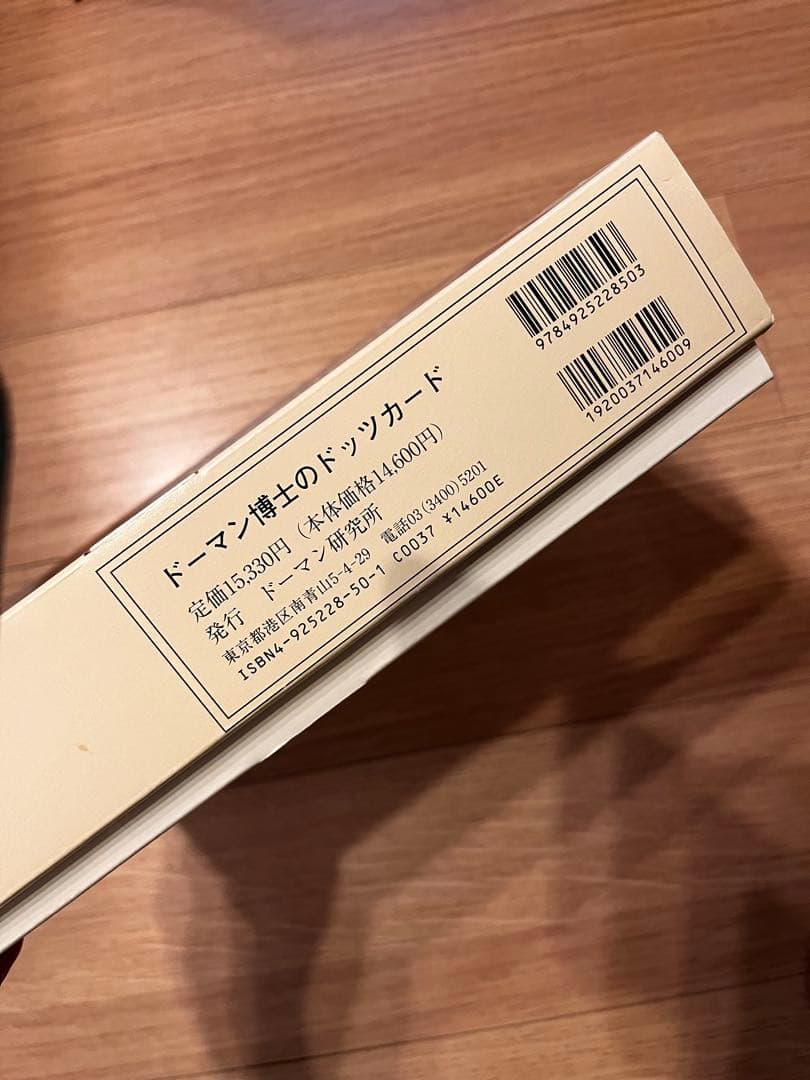 9784925228503
1920037146009
ドーマン博士のドッツカード
定価15,330円（本体価格14,600円）
発行 ドーマン研究所
東京都港区南青山5-4-29 電話03(3400)5201
ISBN4-925228-50-1 C0037 ¥14600E